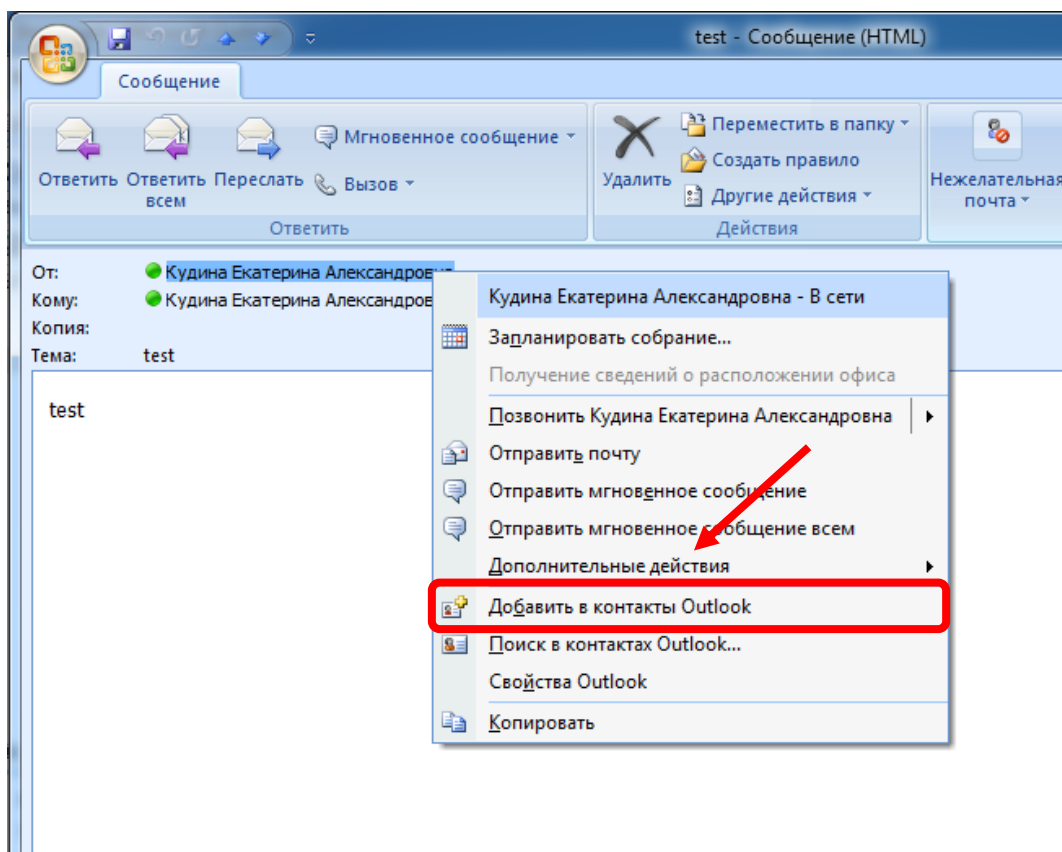 test - Сообщение (HTML)
Сообщение
Ответить
Ответить всем
Переслать
Мгновенное сообщение
Вызов
Ответить
Удалить
Переместить в папку
Создать правило
Другие действия
Действия
Нежелательная
почта
От: Кудина Екатерина Александровна
Кому: Кудина Екатерина Александров
Копия:
Тема: test
test
Кудина Екатерина Александровна - В сети
Запланировать собрание...
Получение сведений о расположении офиса
Позвонить Кудина Екатерина Александровна
Отправить почту
Отправить мгновенное сообщение
Отправить мгновенное сообщение всем
Дополнительные действия
Добавить в контакты Outlook
Поиск в контактах Outlook...
Свойства Outlook
Копировать